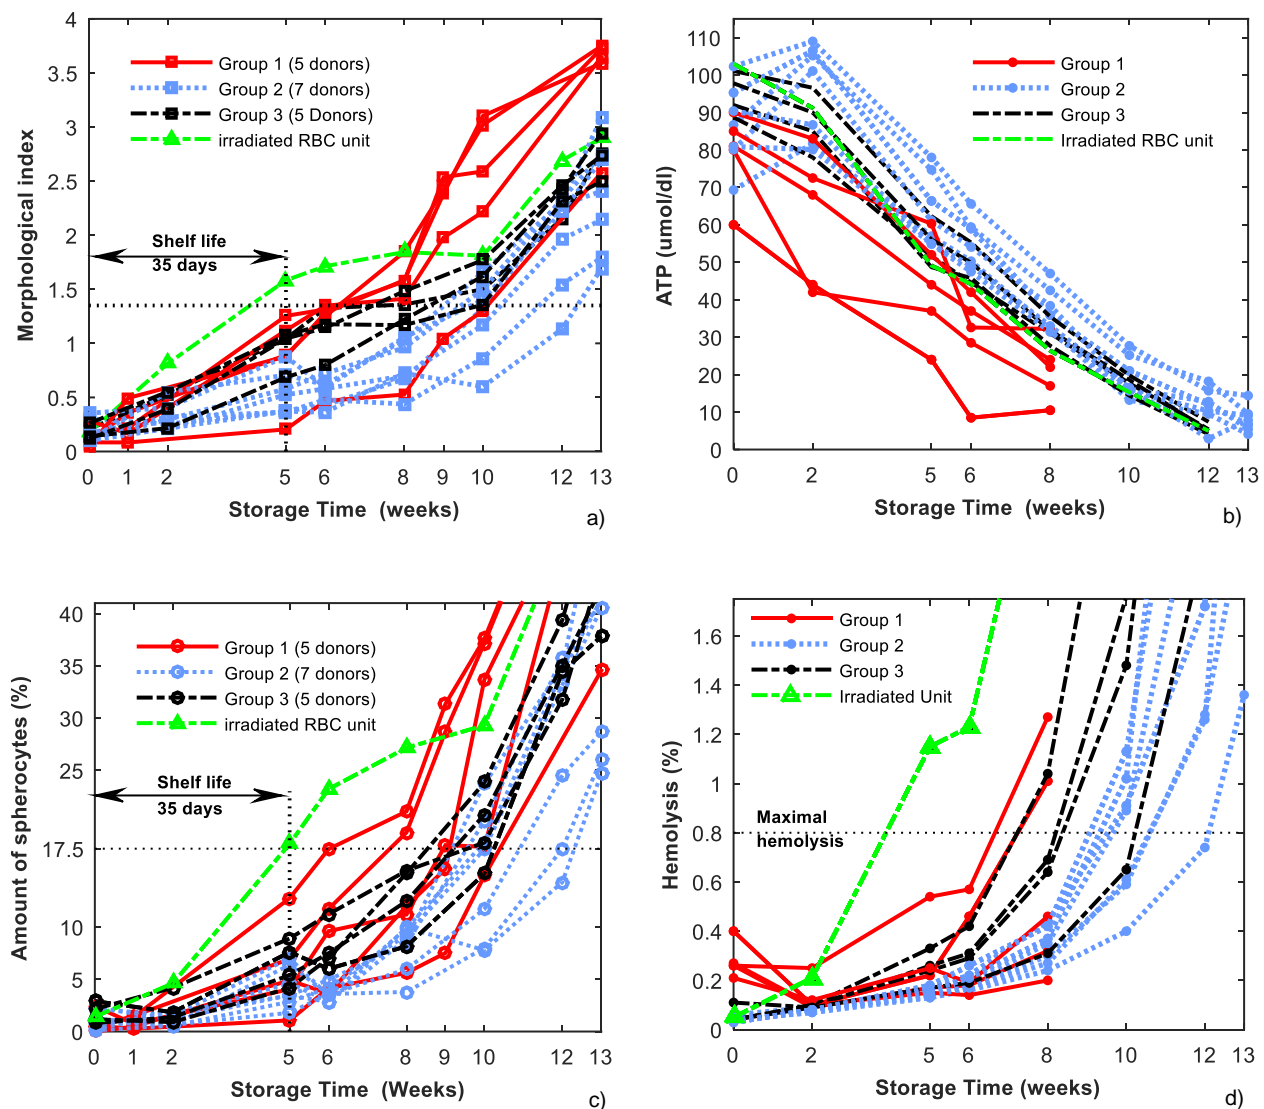 4
3.5
3
2.5
2
1.5
1
0.5
0
Morphological index
Group 1 (5 donors)
Group 2 (7 donors)
Group 3 (5 Donors)
irradiated RBC unit
Shelf life
35 days
0 1 2 5 6 8 9 10 12 13
Storage Time (weeks)
a)
110
100
90
80
70
60
50
40
30
20
10
0
ATP (umol/dl)
Group 1
Group 2
Group 3
Irradiated RBC unit
0 2 5 6 8 10 12 13
Storage Time (weeks)
b)
40
35
30
25
17.5
10
5
0
Amount of spherocytes (%)
Group 1 (5 donors)
Group 2 (7 donors)
Group 3 (5 donors)
irradiated RBC unit
Shelf life
35 days
0 1 2 5 6 8 9 10 12 13
Storage Time (Weeks)
c)
1.6
1.4
1.2
1
0.8
0.6
0.4
0.2
0
Hemolysis (%)
Group 1
Group 2
Group 3
Irradiated Unit
Maximal
hemolysis
0 2 5 6 8 10 12 13
Storage Time (weeks)
d)